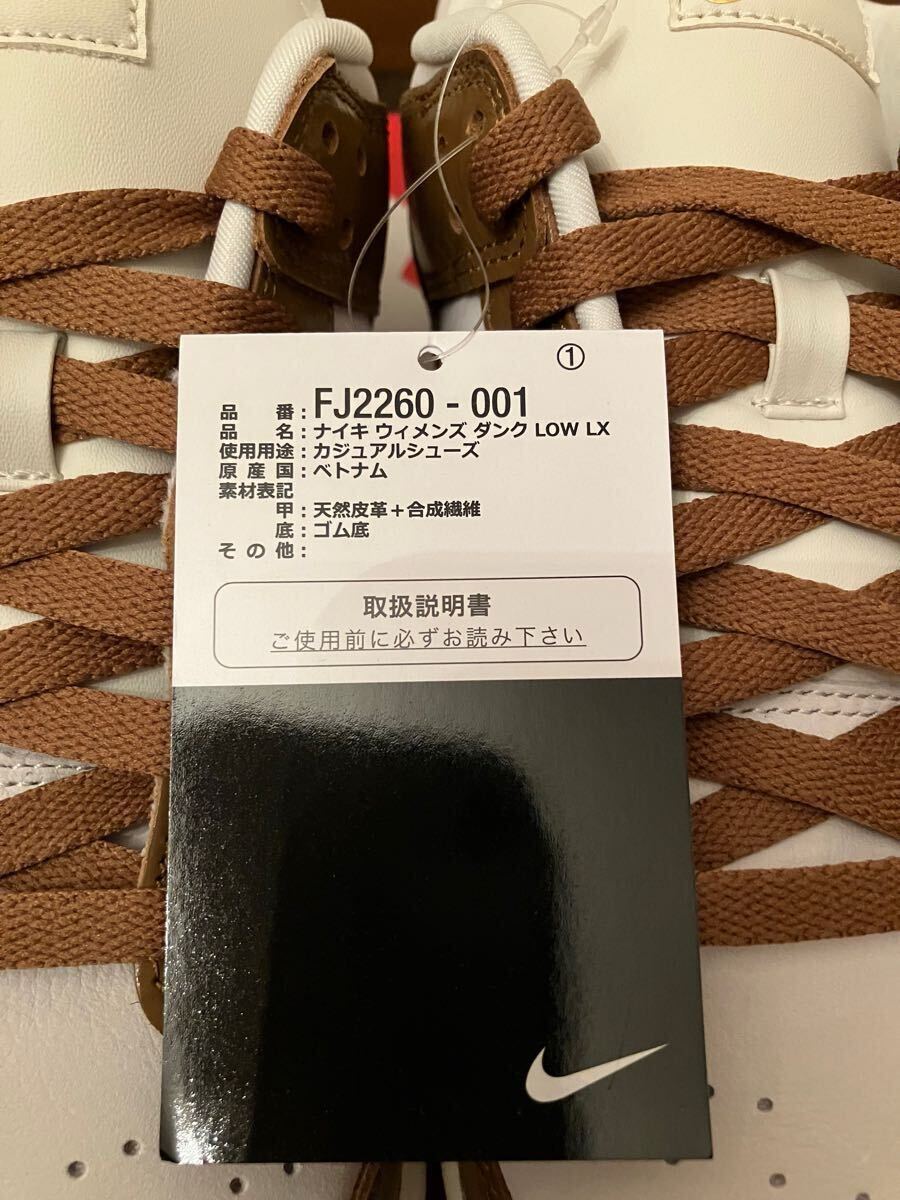 ①
品番：FJ2260 - 001
品名：ナイキ ウィメンズ ダンク LOW LX
使用用途：カジュアルシューズ
原産国：ベトナム
素材表記
甲：天然皮革＋合成繊維
底：ゴム底
その他：
取扱説明書
ご使用前に必ずお読み下さい